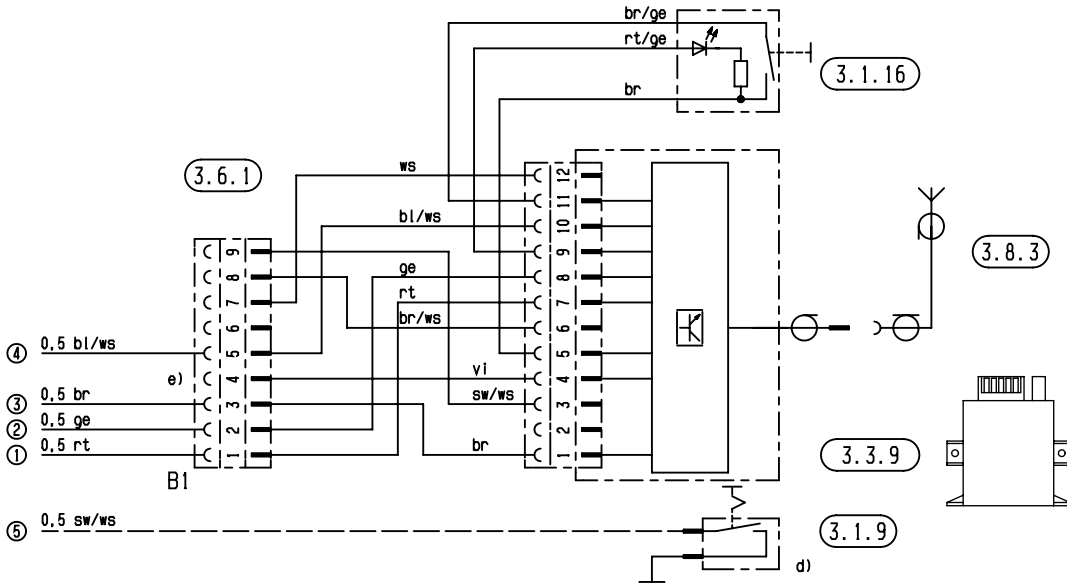 br/ge
rt/ge
3.1.16
br
3.6.1
ws
12
11
bl/ws
10
9
9
3.8.3
8
ge
8
7
rt
7
6
br/ws
6
④ 0,5 bl/ws
5
5
e)
4
vi
4
③ 0,5 br
3
sw/ws
3
② 0,5 ge
2
2
① 0,5 rt
1
br
1
3.3.9
B1
⑤ 0,5 sw/ws
3.1.9
d)